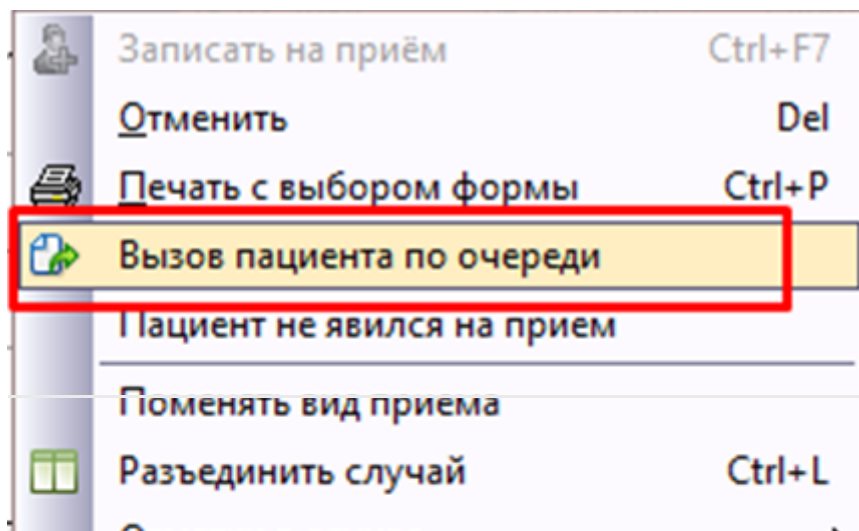 Записать на приём Ctrl+F7
Отменить Del
Печать с выбором формы Ctrl+P
Вызов пациента по очереди
Пациент не явился на прием
Поменять вид приема
Разъединить случай Ctrl+L